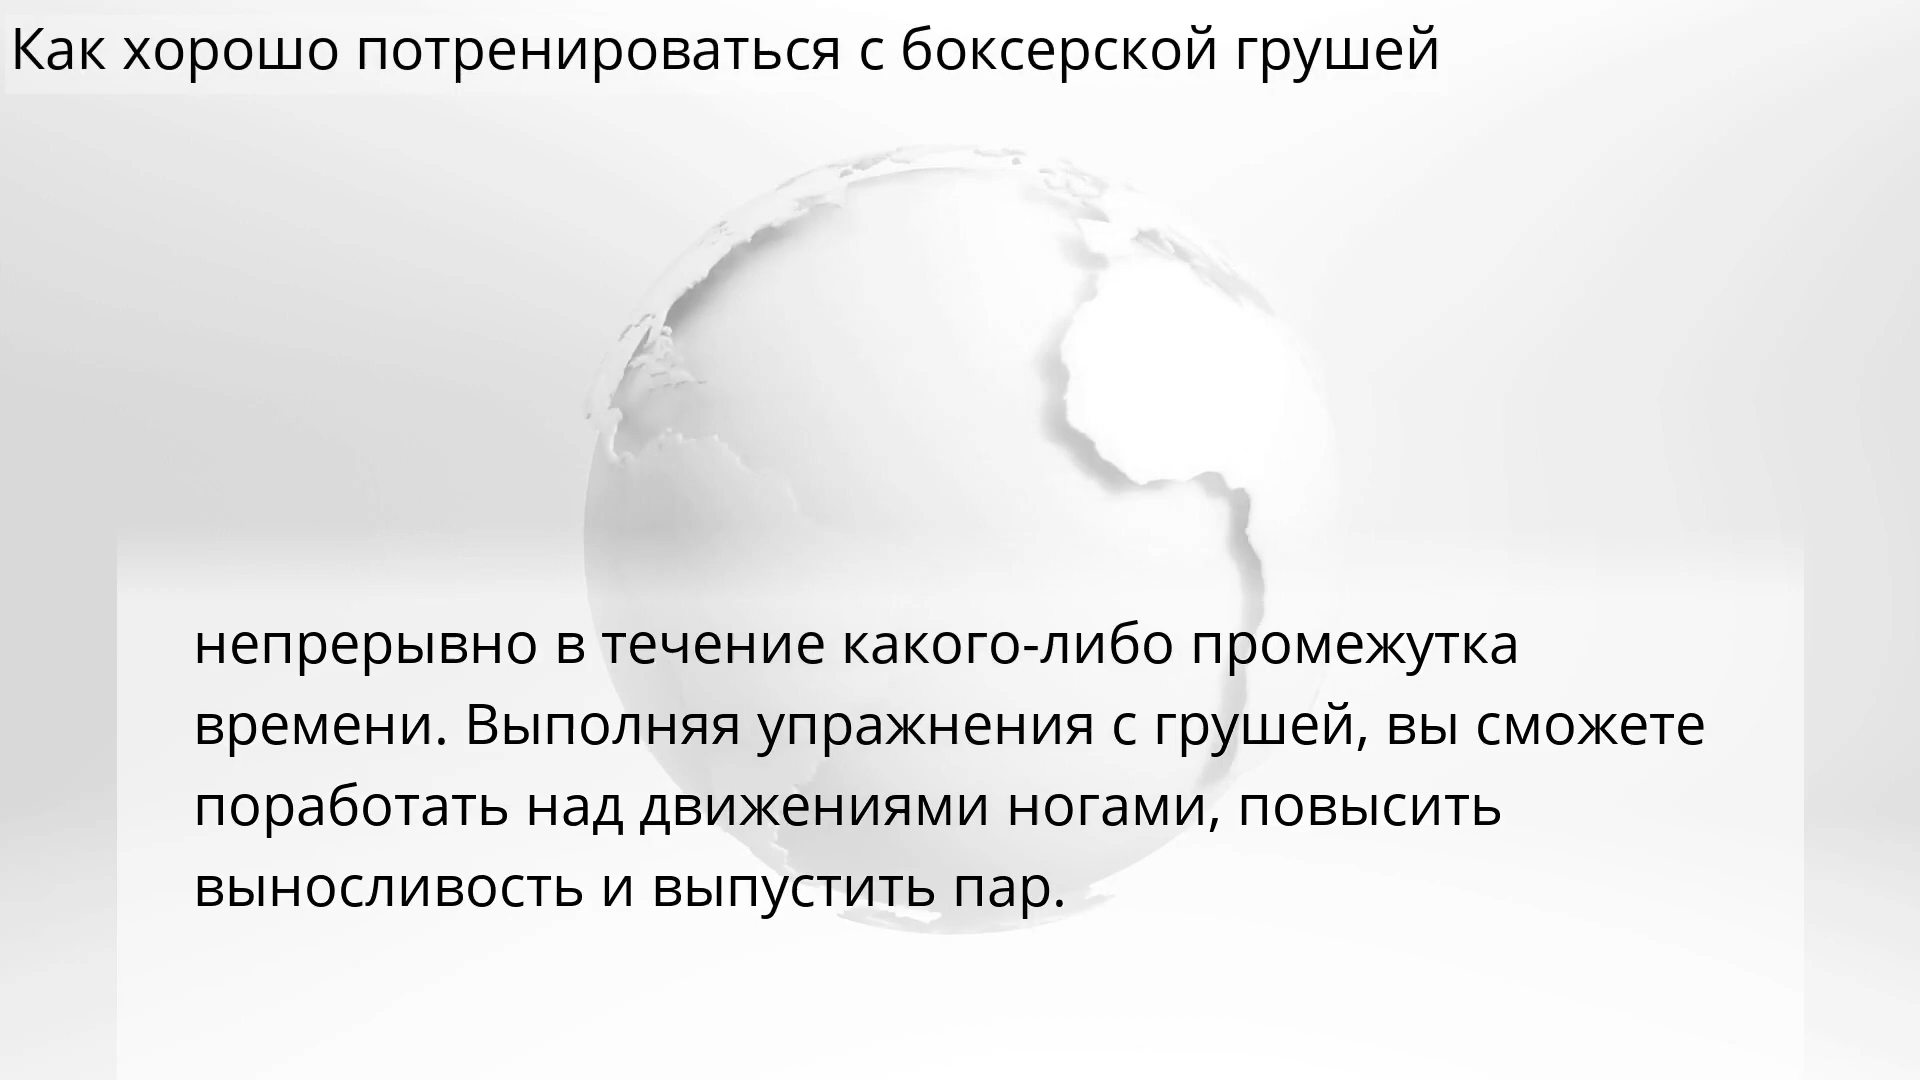 Как хорошо потренироваться с боксерской грушей
непрерывно в течение какого-либо промежутка
времени. Выполняя упражнения с грушей, вы сможете
поработать над движениями ногами, повысить
выносливость и выпустить пар.